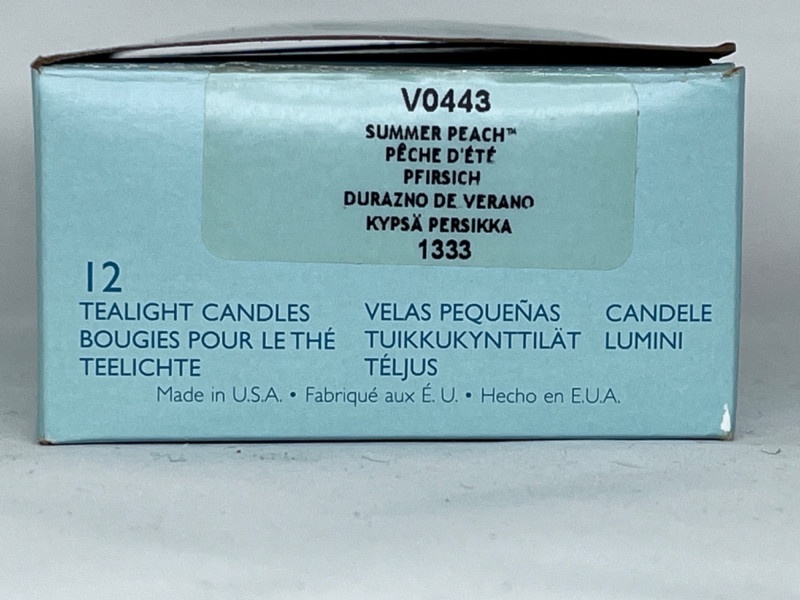 V0443
SUMMER PEACH™
PÊCHE D'ÉTÉ
PFIRSICH
DURAZNO DE VERANO
KYPSÄ PERSIKKA
1333
12
TEALIGHT CANDLES
BOUGIES POUR LE THÉ
TEELICHTE
VELAS PEQUEÑAS
TUIKKUKYNTTILÄT
TÉLJUS
CANDELE
LUMINI
Made in U.S.A. • Fabriqué aux É. U. • Hecho en E.U.A.